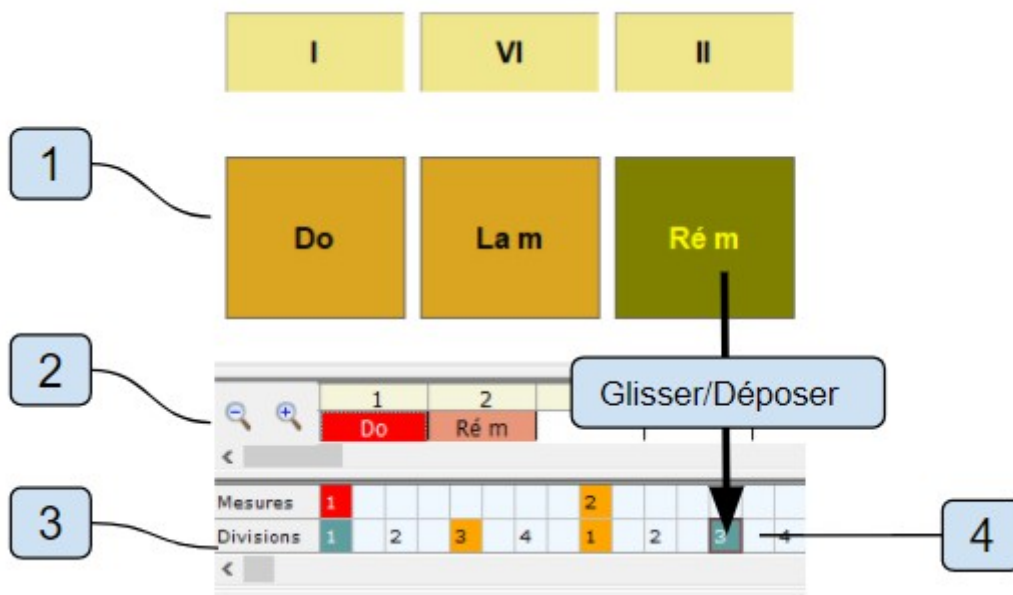 I VI II
1
Do La m Ré m
2
Glisser/Déposer
1 2
Do Ré m
3
Mesures 1 2
Divisions 1 2 3 4 1 2 3 4
4